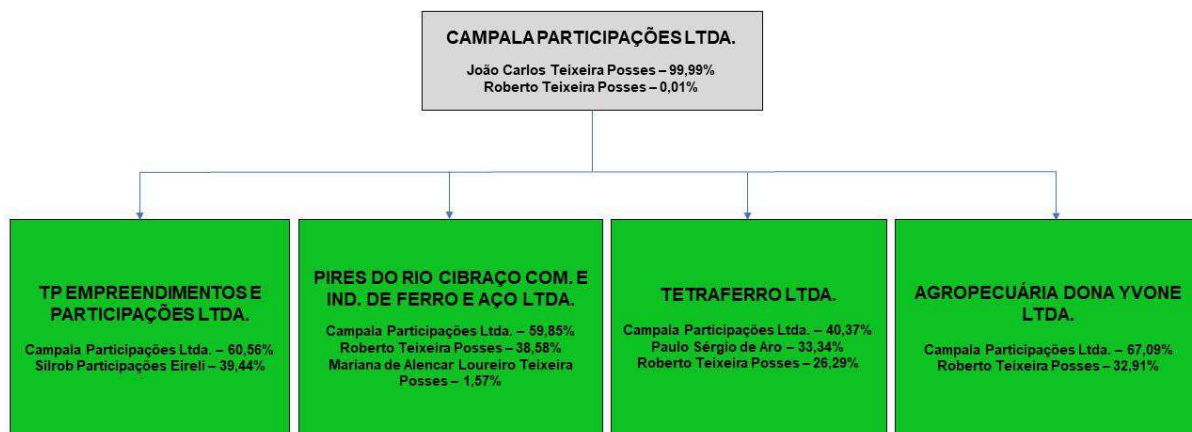 CAMPALA PARTICIPAÇÕES LTDA.
João Carlos Teixeira Posses – 99,99%
Roberto Teixeira Posses – 0,01%
TP EMPREENDIMENTOS E
PARTICIPAÇÕES LTDA.
Campala Participações Ltda. – 60,56%
Silrob Participações Eireli – 39,44%
PIRES DO RIO CIBRAÇO COM. E
IND. DE FERRO E AÇO LTDA.
Campala Participações Ltda. – 59,85%
Roberto Teixeira Posses – 38,58%
Mariana de Alencar Loureiro Teixeira
Posses – 1,57%
TETRAFERRO LTDA.
Campala Participações Ltda. – 40,37%
Paulo Sérgio de Aro – 33,34%
Roberto Teixeira Posses – 26,29%
AGROPECUÁRIA DONA YVONE
LTDA.
Campala Participações Ltda. – 67,09%
Roberto Teixeira Posses – 32,91%